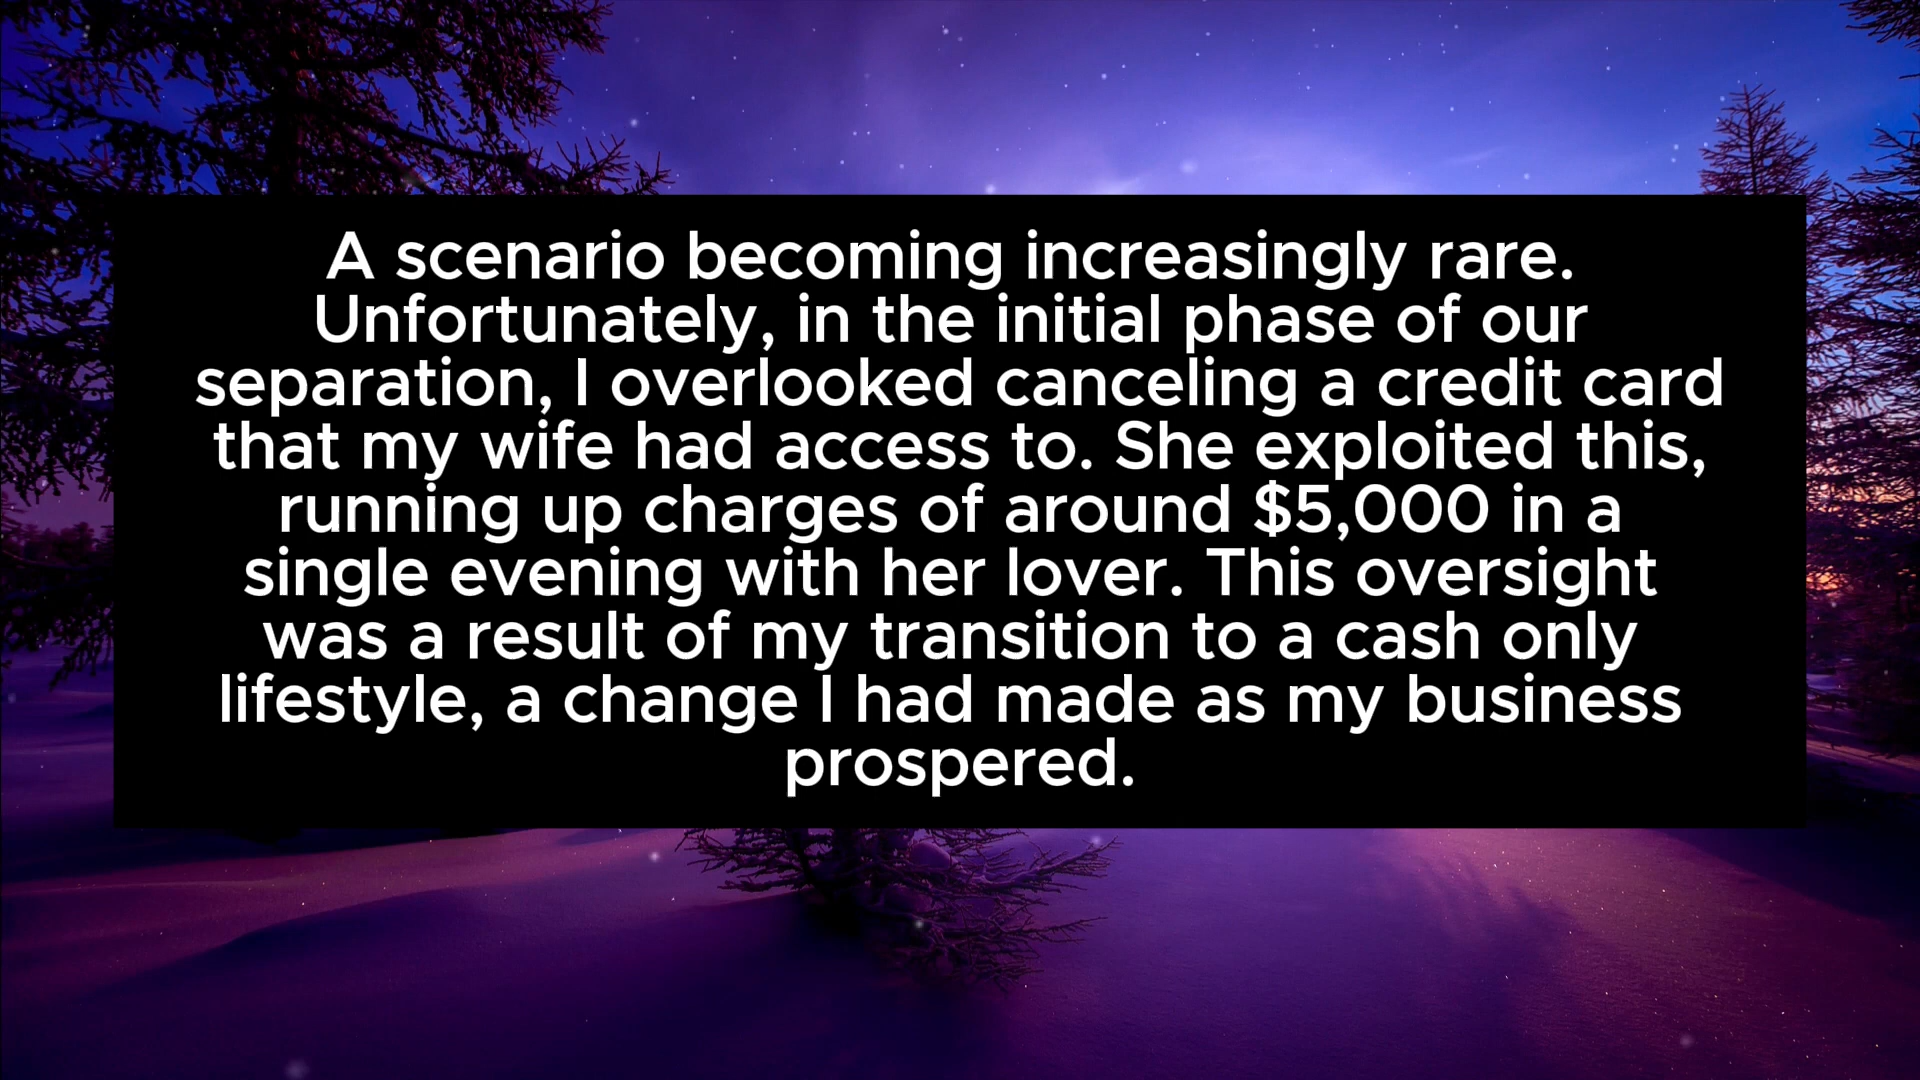 A scenario becoming increasingly rare.
Unfortunately, in the initial phase of our
separation, I overlooked canceling a credit card
that my wife had access to. She exploited this,
running up charges of around $5,000 in a
single evening with her lover. This oversight
was a result of my transition to a cash only
lifestyle, a change I had made as my business
prospered.